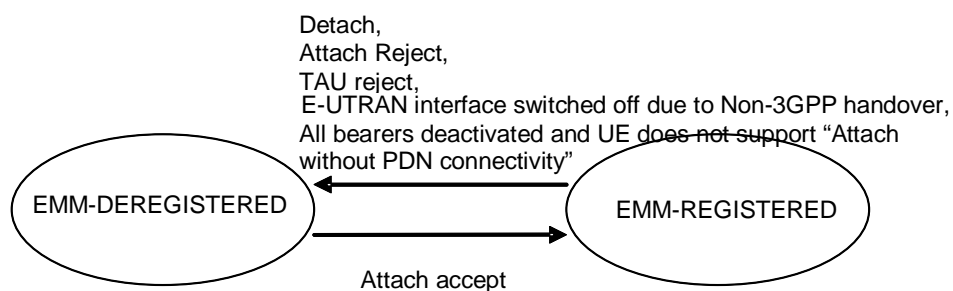 Detach,
Attach Reject,
TAU reject,
E-UTRAN interface switched off due to Non-3GPP handover,
All bearers deactivated and UE does not support “Attach
without PDN connectivity”
EMM-DEREGISTERED
EMM-REGISTERED
Attach accept